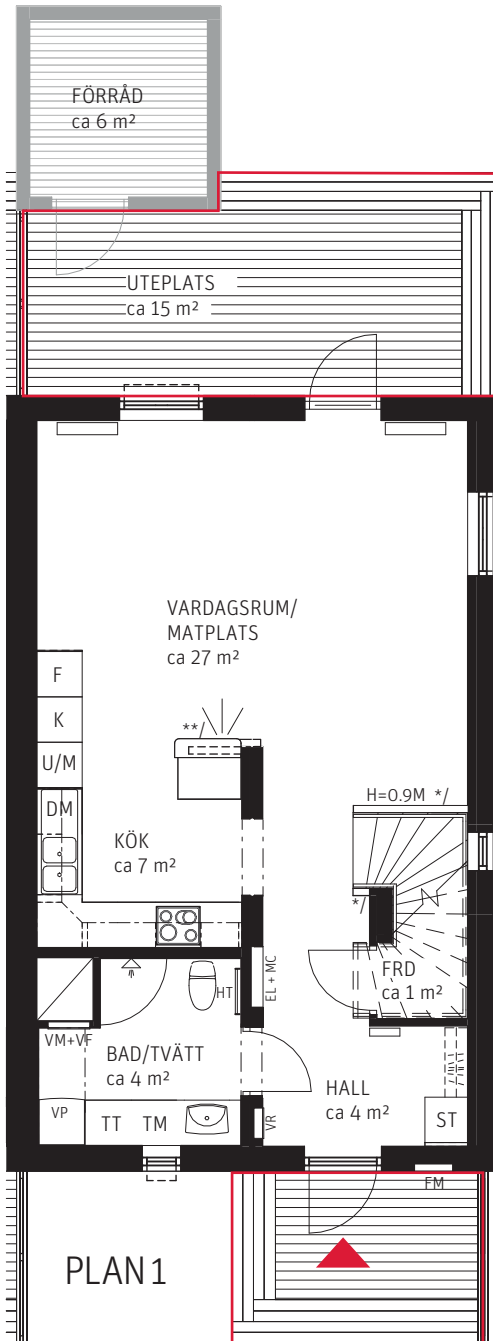 FÖRRÅD
ca 6 m²
UTEPLATS
ca 15 m²
VARDAGSRUM/
MATPLATS
ca 27 m²
F
K
**/
U/M
H=0.9M */
DM
KÖK
ca 7 m²
*/
EL + MC
FRD
ca 1 m²
HT
VM+VF
BAD/TVÄTT
ca 4 m²
HALL
ca 4 m²
VP
TT TM
VR
ST
FM
PLAN 1